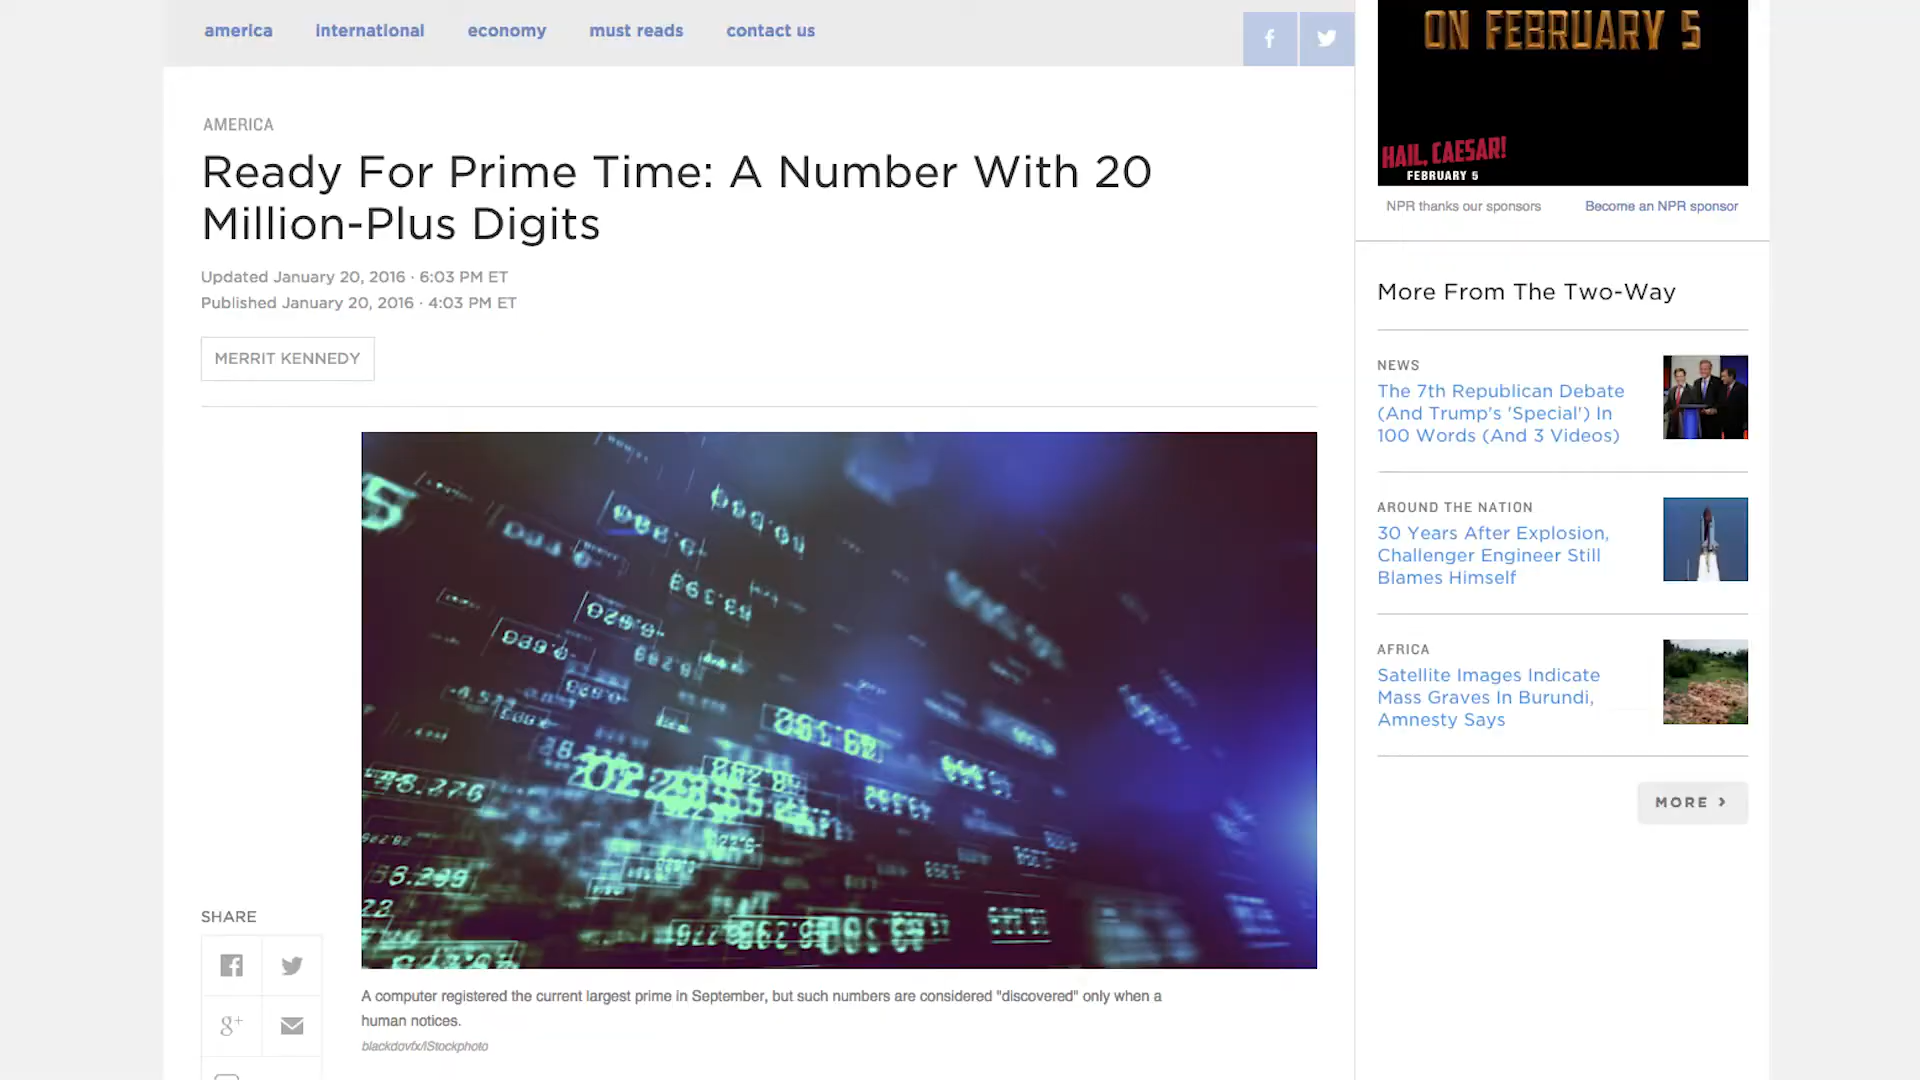 america international economy must reads contact us
ON FEBRUARY 5
HAIL, CAESAR!
FEBRUARY 5
NPR thanks our sponsors Become an NPR sponsor
AMERICA
Ready For Prime Time: A Number With 20
Million-Plus Digits
Updated January 20, 2016 · 6:03 PM ET
Published January 20, 2016 · 4:03 PM ET
MERRIT KENNEDY
SHARE
A computer registered the current largest prime in September, but such numbers are considered "discovered" only when a
human notices.
blackdovfx/iStockphoto
More From The Two-Way
NEWS
The 7th Republican Debate
(And Trump's 'Special') In
100 Words (And 3 Videos)
AROUND THE NATION
30 Years After Explosion,
Challenger Engineer Still
Blames Himself
AFRICA
Satellite Images Indicate
Mass Graves In Burundi,
Amnesty Says
MORE ›